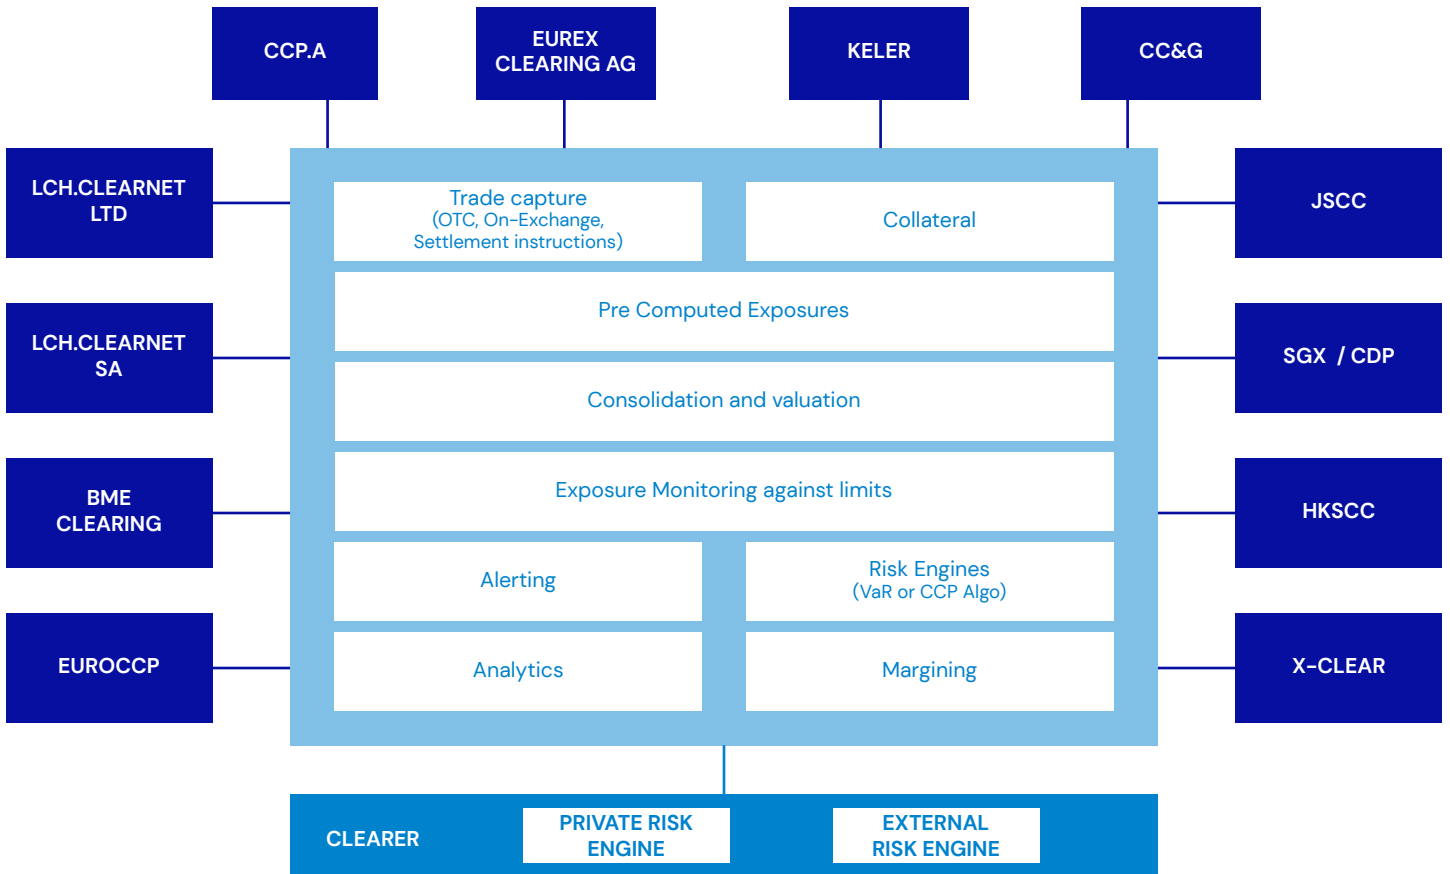 CCP.A
EUREX
CLEARING AG
KELER
CC&G
LCH.CLEARNET
LTD
LCH.CLEARNET
SA
BME
CLEARING
EUROCCP
Trade capture
(OTC, On-Exchange,
Settlement instructions)
Collateral
Pre Computed Exposures
Consolidation and valuation
Exposure Monitoring against limits
Alerting
Risk Engines
(VaR or CCP Algo)
Analytics
Margining
JSCC
SGX / CDP
HKSCC
X-CLEAR
CLEARER
PRIVATE RISK
ENGINE
EXTERNAL
RISK ENGINE